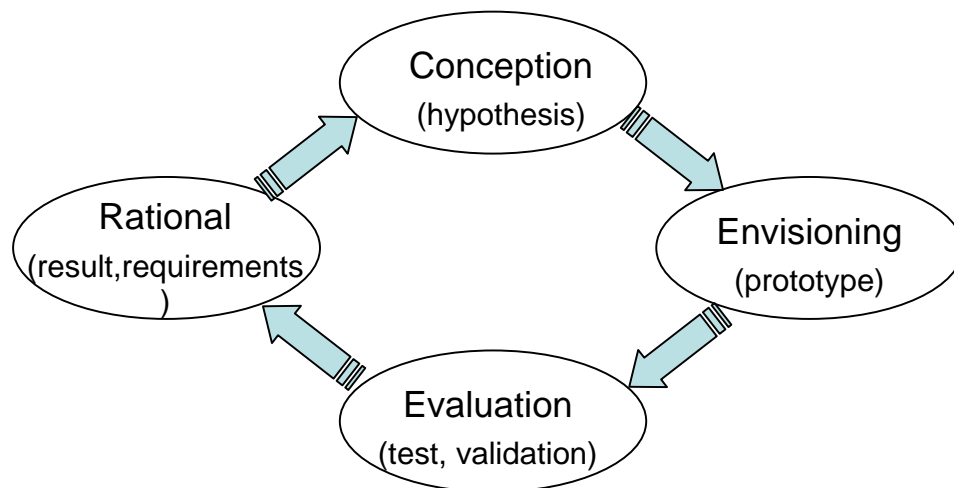 Conception
(hypothesis)
Rational
(result,requirements
)
Envisioning
(prototype)
Evaluation
(test, validation)